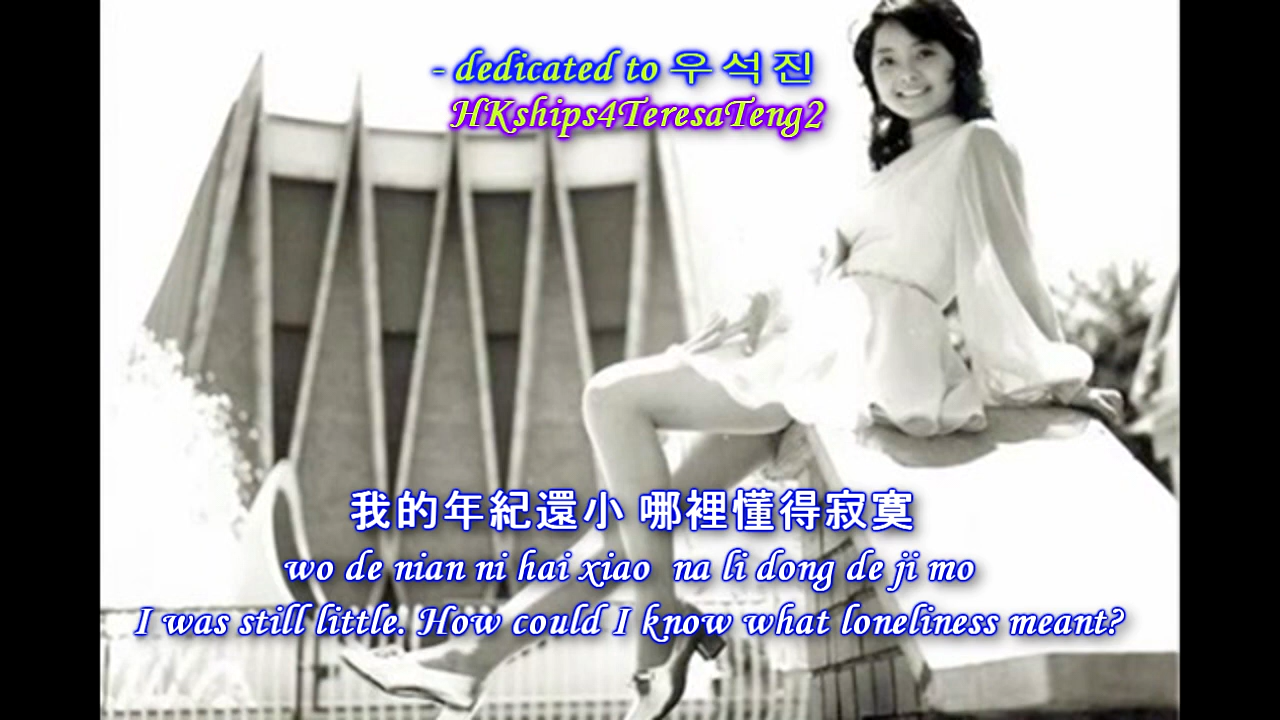 - dedicated to 우 석 진
HKships4TeresaTeng2
我的年紀還小 哪裡懂得寂寞
wo de nian ni hai xiao  na li dong de ji mo
I was still little. How could I know what loneliness meant?